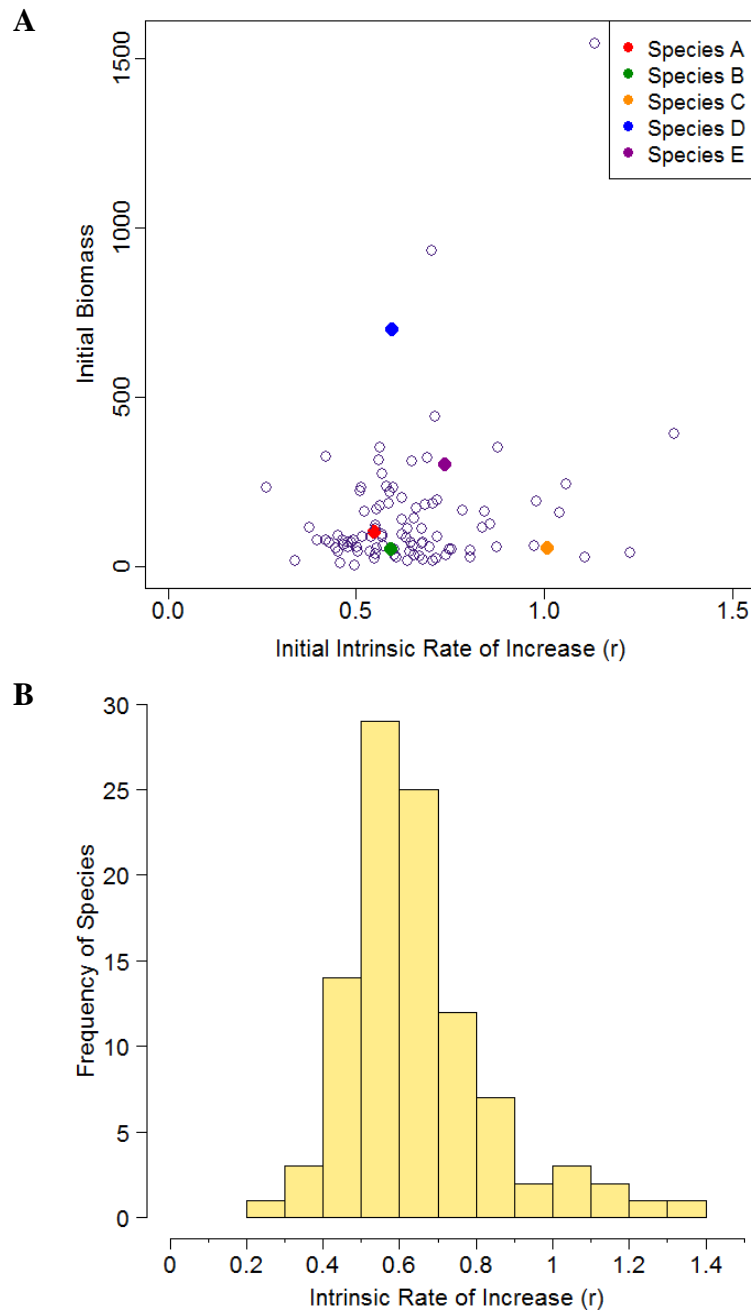 A
Initial Biomass
1500
1000
500
0
Species A
Species B
Species C
Species D
Species E
0.0 0.5 1.0 1.5
Initial Intrinsic Rate of Increase (r)
B
Frequency of Species
30
25
20
15
10
5
0
0 0.2 0.4 0.6 0.8 1 1.2 1.4
Intrinsic Rate of Increase (r)